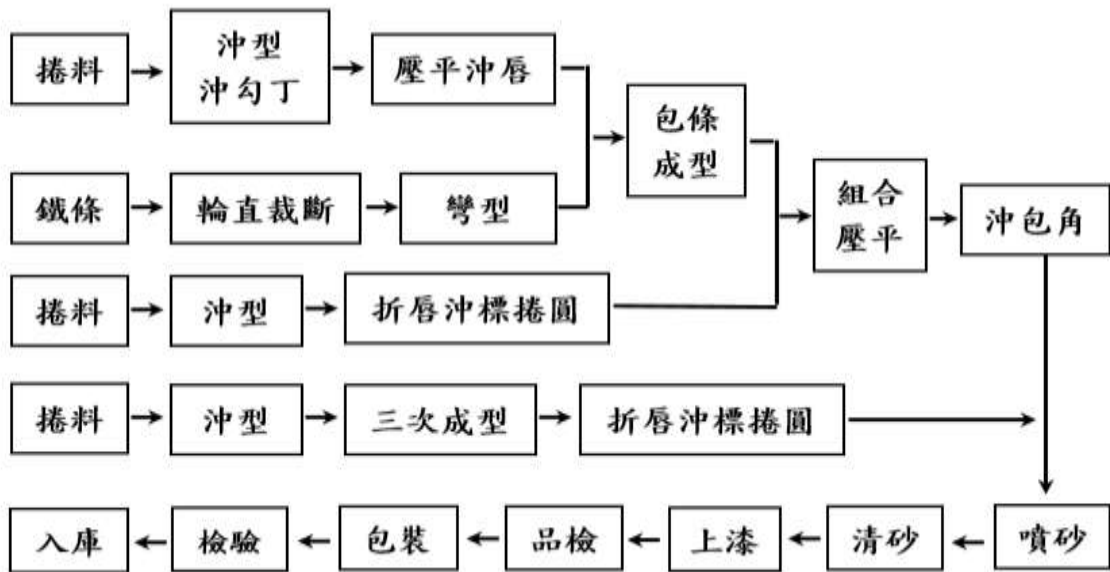 捲料
沖型
沖勾丁
壓平沖唇
包條
成型
鐵條
輪直裁斷
彎型
組合
壓平
沖包角
捲料
沖型
折唇沖標捲圓
捲料
沖型
三次成型
折唇沖標捲圓
入庫
檢驗
包裝
品檢
上漆
清砂
噴砂